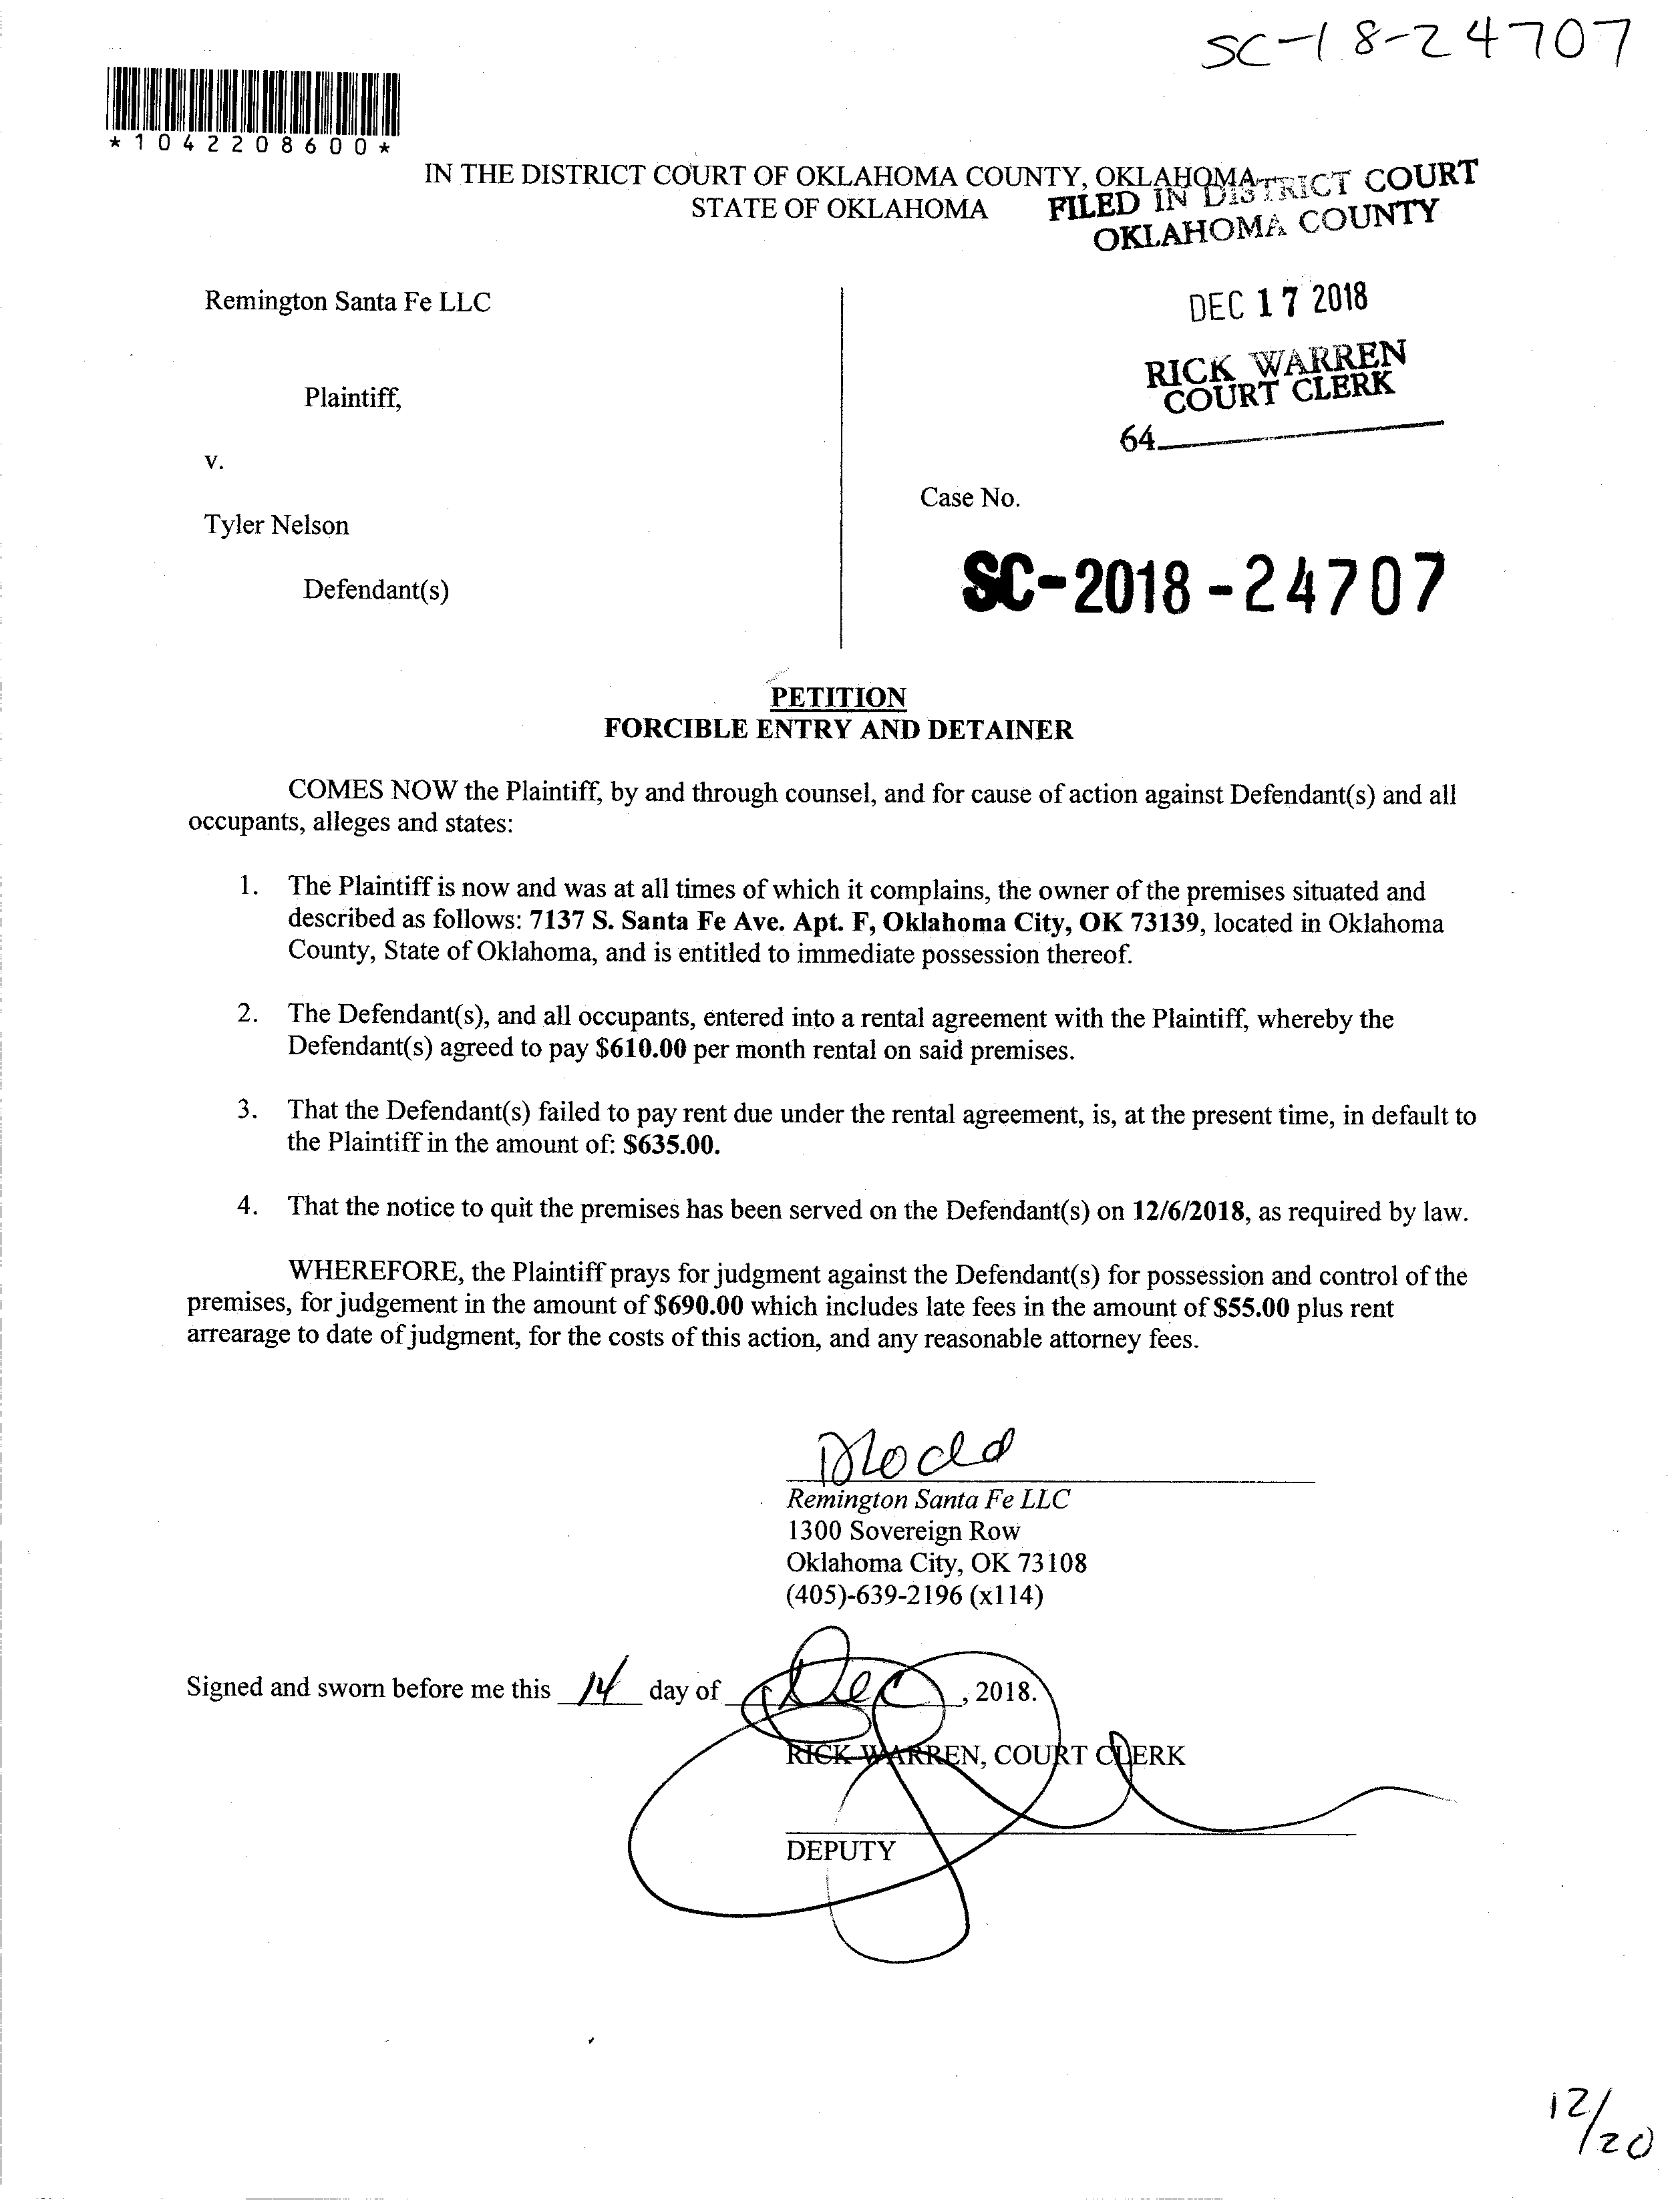 SC-18-24707
*1042208600*
IN THE DISTRICT COURT OF OKLAHOMA COUNTY, OKLAHOMA
STATE OF OKLAHOMA
FILED IN DISTRICT COURT
OKLAHOMA COUNTY
DEC 17 2018
RICK WARREN
COURT CLERK
64
Remington Santa Fe LLC
Plaintiff,
v.
Tyler Nelson
Defendant(s)
Case No.
SC-2018-24707
PETITION
FORCIBLE ENTRY AND DETAINER
COMES NOW the Plaintiff, by and through counsel, and for cause of action against Defendant(s) and all
occupants, alleges and states:
1. The Plaintiff is now and was at all times of which it complains, the owner of the premises situated and
described as follows: 7137 S. Santa Fe Ave. Apt. F, Oklahoma City, OK 73139, located in Oklahoma
County, State of Oklahoma, and is entitled to immediate possession thereof.
2. The Defendant(s), and all occupants, entered into a rental agreement with the Plaintiff, whereby the
Defendant(s) agreed to pay $610.00 per month rental on said premises.
3. That the Defendant(s) failed to pay rent due under the rental agreement, is, at the present time, in default to
the Plaintiff in the amount of: $635.00.
4. That the notice to quit the premises has been served on the Defendant(s) on 12/6/2018, as required by law.
WHEREFORE, the Plaintiff prays for judgment against the Defendant(s) for possession and control of the
premises, for judgement in the amount of $690.00 which includes late fees in the amount of $55.00 plus rent
arrearage to date of judgment, for the costs of this action, and any reasonable attorney fees.
Remington Santa Fe LLC
1300 Sovereign Row
Oklahoma City, OK 73108
(405)-639-2196 (x114)
Signed and sworn before me this 14 day of Dec, 2018.
RICK WARREN, COURT CLERK
DEPUTY
12/20